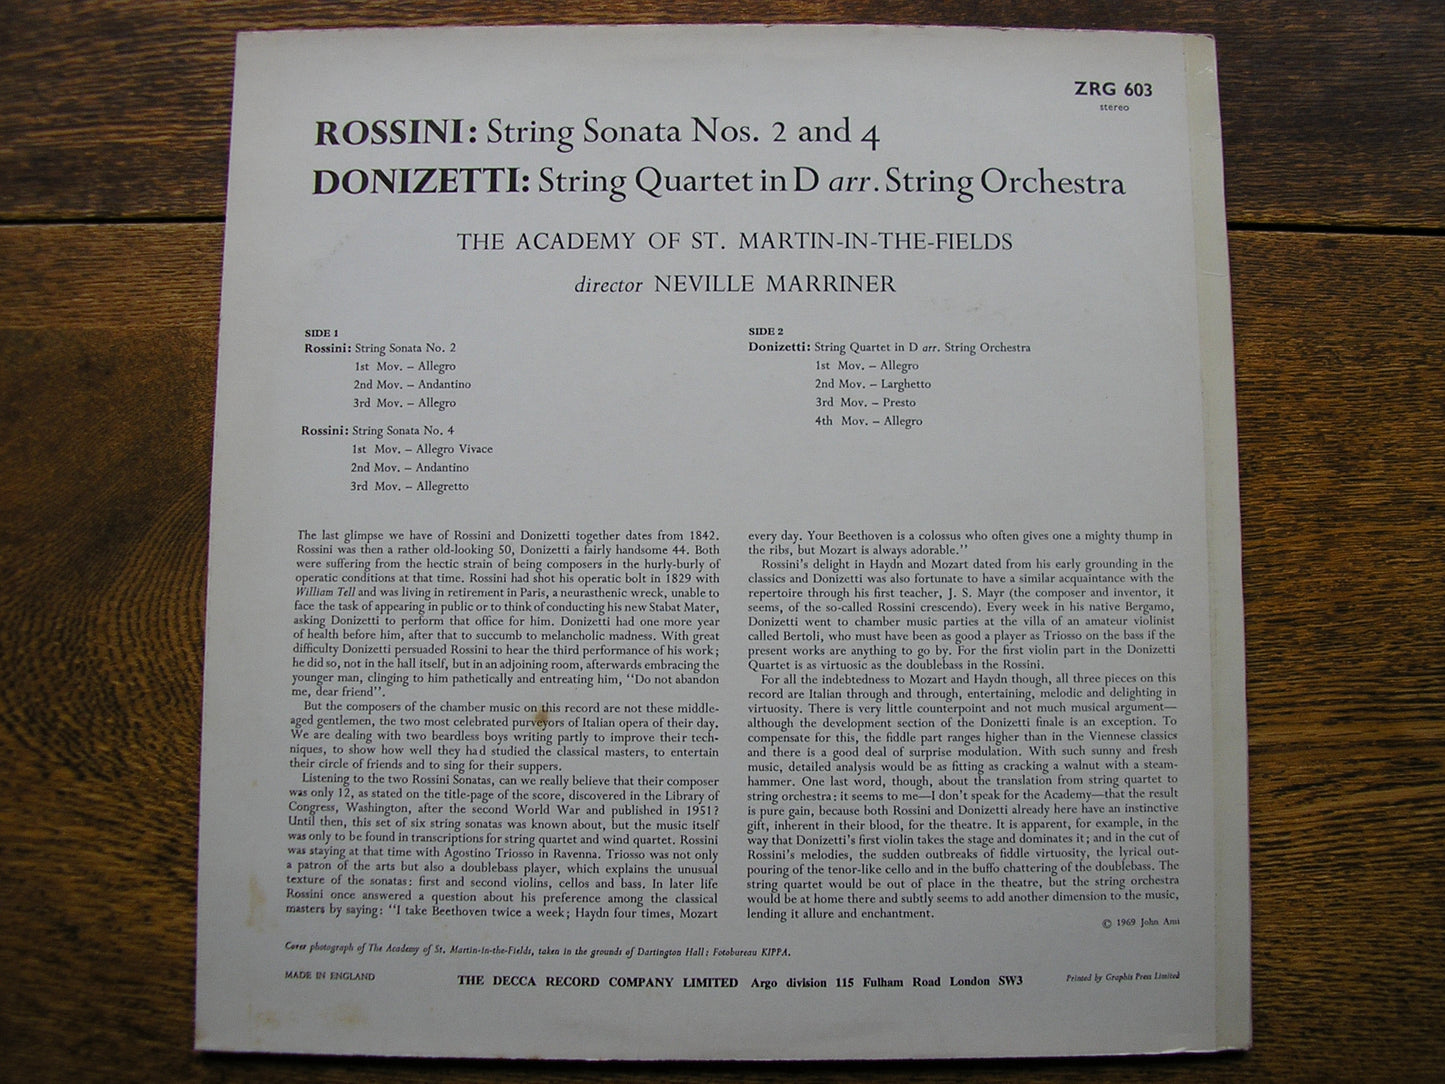 ZRG 603
stereo
ROSSINI: String Sonata Nos. 2 and 4
DONIZETTI: String Quartet in D arr. String Orchestra
THE ACADEMY OF ST. MARTIN-IN-THE-FIELDS
director NEVILLE MARRINER
SIDE 1
Rossini: String Sonata No. 2
1st Mov. – Allegro
2nd Mov. – Andantino
3rd Mov. – Allegro
Rossini: String Sonata No. 4
1st Mov. – Allegro Vivace
2nd Mov. – Andantino
3rd Mov. – Allegretto
SIDE 2
Donizetti: String Quartet in D arr. String Orchestra
1st Mov. – Allegro
2nd Mov. – Larghetto
3rd Mov. – Presto
4th Mov. – Allegro
The last glimpse we have of Rossini and Donizetti together dates from 1842.
Rossini was then a rather old-looking 50, Donizetti a fairly handsome 44. Both
were suffering from the hectic strain of being composers in the hurly-burly of
operatic conditions at that time. Rossini had shot his operatic bolt in 1829 with
William Tell and was living in retirement in Paris, a neurasthenic wreck, unable to
face the task of appearing in public or to think of conducting his new Stabat Mater,
asking Donizetti to perform that office for him. Donizetti had one more year
of health before him, after that to succumb to melancholic madness. With great
difficulty Donizetti persuaded Rossini to hear the third performance of his work;
he did so, not in the hall itself, but in an adjoining room, afterwards embracing the
younger man, clinging to him pathetically and entreating him, "Do not abandon
me, dear friend".
But the composers of the chamber music on this record are not these middle-
aged gentlemen, the two most celebrated purveyors of Italian opera of their day.
We are dealing with two beardless boys writing partly to improve their tech-
niques, to show how well they had studied the classical masters, to entertain
their circle of friends and to sing for their suppers.
Listening to the two Rossini Sonatas, can we really believe that their composer
was only 12, as stated on the title-page of the score, discovered in the Library of
Congress, Washington, after the second World War and published in 1951?
Until then, this set of six string sonatas was known about, but the music itself
was only to be found in transcriptions for string quartet and wind quartet. Rossini
was staying at that time with Agostino Triosso in Ravenna. Triosso was not only
a patron of the arts but also a doublebass player, which explains the unusual
texture of the sonatas: first and second violins, cellos and bass. In later life
Rossini once answered a question about his preference among the classical
masters by saying: "I take Beethoven twice a week; Haydn four times, Mozart
every day. Your Beethoven is a colossus who often gives one a mighty thump in
the ribs, but Mozart is always adorable."
Rossini's delight in Haydn and Mozart dated from his early grounding in the
classics and Donizetti was also fortunate to have a similar acquaintance with the
repertoire through his first teacher, J. S. Mayr (the composer and inventor, it
seems, of the so-called Rossini crescendo). Every week in his native Bergamo,
Donizetti went to chamber music parties at the villa of an amateur violinist
called Bertoli, who must have been as good a player as Triosso on the bass if the
present works are anything to go by. For the first violin part in the Donizetti
Quartet is as virtuosic as the doublebass in the Rossini.
For all the indebtedness to Mozart and Haydn though, all three pieces on this
record are Italian through and through, entertaining, melodic and delighting in
virtuosity. There is very little counterpoint and not much musical argument—
although the development section of the Donizetti finale is an exception. To
compensate for this, the fiddle part ranges higher than in the Viennese classics
and there is a good deal of surprise modulation. With such sunny and fresh
music, detailed analysis would be as fitting as cracking a walnut with a steam-
hammer. One last word, though, about the translation from string quartet to
string orchestra: it seems to me—I don't speak for the Academy—that the result
is pure gain, because both Rossini and Donizetti already here have an instinctive
gift, inherent in their blood, for the theatre. It is apparent, for example, in the
way that Donizetti's first violin takes the stage and dominates it; and in the cut of
Rossini's melodies, the sudden outbreaks of fiddle virtuosity, the lyrical out-
pouring of the tenor-like cello and in the buffo chattering of the doublebass. The
string quartet would be out of place in the theatre, but the string orchestra
would be at home there and subtly seems to add another dimension to the music,
lending it allure and enchantment.
© 1969 John Amis
Cover photograph of The Academy of St. Martin-in-the-Fields, taken in the grounds of Dartington Hall: Fotobureau KIPPA.
MADE IN ENGLAND
THE DECCA RECORD COMPANY LIMITED Argo division 115 Fulham Road London SW3
Printed by Graphis Press Limited